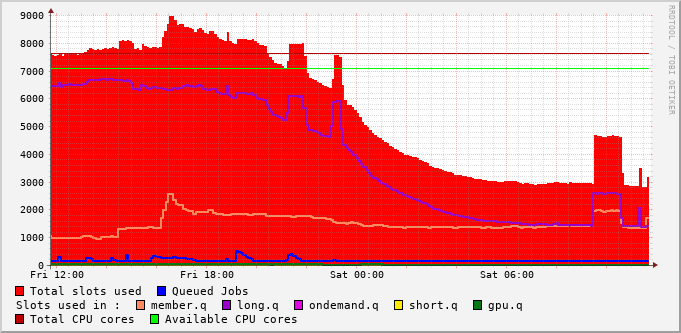 RRDTOOL / TOBI OETIKER
9000
8000
7000
6000
5000
4000
3000
2000
1000
0
Fri 12:00 Fri 18:00 Sat 00:00 Sat 06:00
Total slots used Queued Jobs
Slots used in : member.q long.q ondemand.q short.q gpu.q
Total CPU cores Available CPU cores